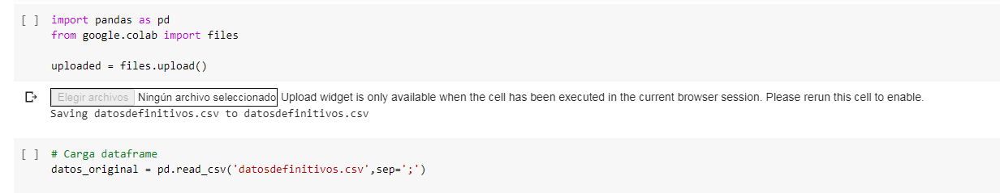 [ ] import pandas as pd
from google.colab import files
uploaded = files.upload()
Elegir archivos Ningún archivo seleccionado Upload widget is only available when the cell has been executed in the current browser session. Please rerun this cell to enable.
Saving datosdefinitivos.csv to datosdefinitivos.csv
[ ] # Carga dataframe
datos_original = pd.read_csv('datosdefinitivos.csv',sep=';')